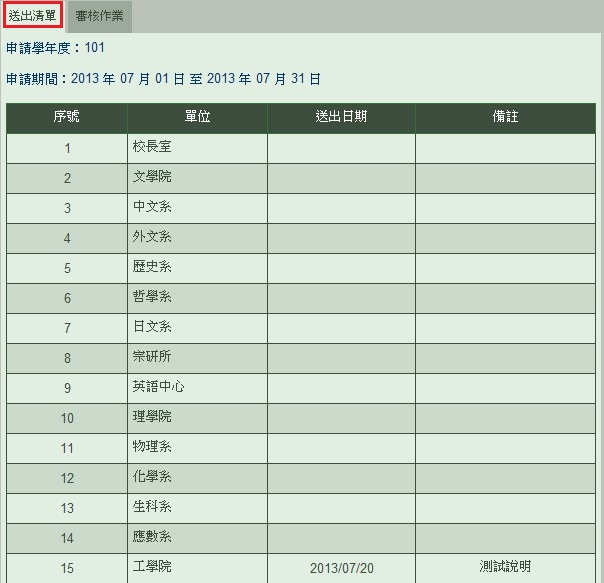 送出清單 審核作業
申請學年度：101
申請期間：2013 年 07 月 01 日 至 2013 年 07 月 31 日
序號 單位 送出日期 備註
1 校長室
2 文學院
3 中文系
4 外文系
5 歷史系
6 哲學系
7 日文系
8 宗研所
9 英語中心
10 理學院
11 物理系
12 化學系
13 生科系
14 應數系
15 工學院 2013/07/20 測試說明